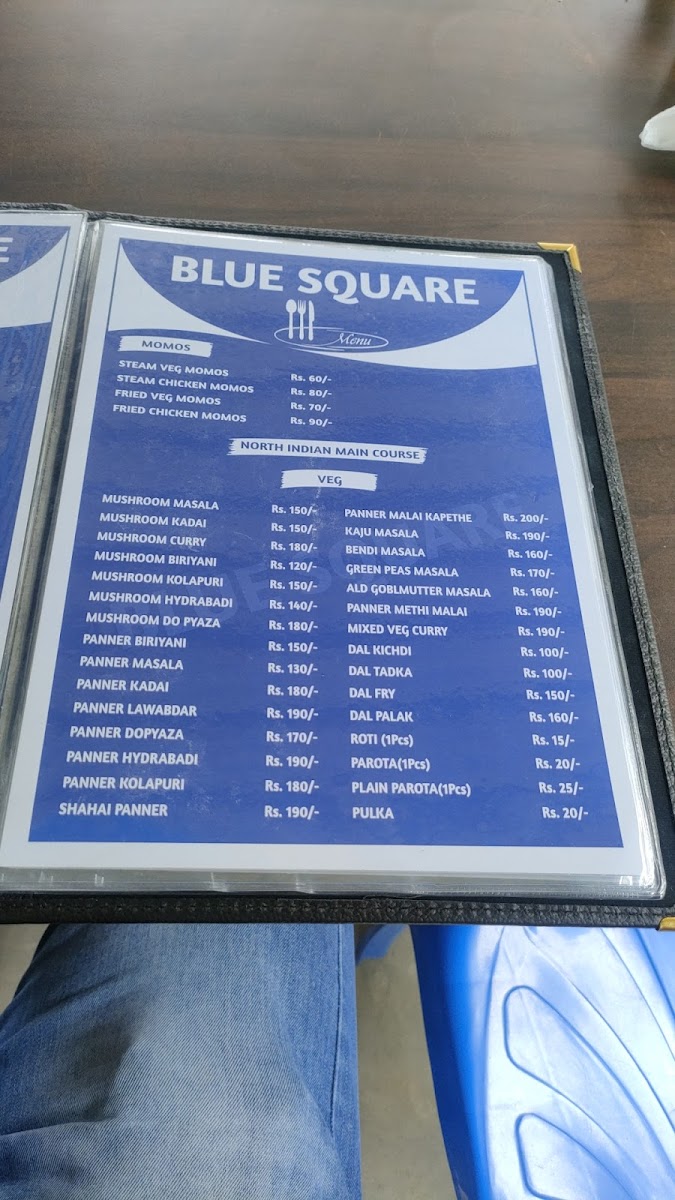 E
BLUE SQUARE
Menu
MOMOS
STEAM VEG MOMOS Rs. 60/-
STEAM CHICKEN MOMOS Rs. 80/-
FRIED VEG MOMOS Rs. 70/-
FRIED CHICKEN MOMOS Rs. 90/-
NORTH INDIAN MAIN COURSE
VEG
MUSHROOM MASALA Rs. 150/-
MUSHROOM KADAI Rs. 150/-
MUSHROOM CURRY Rs. 180/-
MUSHROOM BIRIYANI Rs. 120/-
MUSHROOM KOLAPURI Rs. 150/-
MUSHROOM HYDRABADI Rs. 140/-
MUSHROOM DO PYAZA Rs. 180/-
PANNER BIRIYANI Rs. 150/-
PANNER MASALA Rs. 130/-
PANNER KADAI Rs. 180/-
PANNER LAWABDAR Rs. 190/-
PANNER DOPYAZA Rs. 170/-
PANNER HYDRABADI Rs. 190/-
PANNER KOLAPURI Rs. 180/-
SHAHAI PANNER Rs. 190/-
PANNER MALAI KAPETHE Rs. 200/-
KAJU MASALA Rs. 190/-
BENDI MASALA Rs. 160/-
GREEN PEAS MASALA Rs. 170/-
ALD GOBLMUTTER MASALA Rs. 160/-
PANNER METHI MALAI Rs. 190/-
MIXED VEG CURRY Rs. 190/-
DAL KICHDI Rs. 100/-
DAL TADKA Rs. 100/-
DAL FRY Rs. 150/-
DAL PALAK Rs. 160/-
ROTI (1Pcs) Rs. 15/-
PAROTA(1Pcs) Rs. 20/-
PLAIN PAROTA(1Pcs) Rs. 25/-
PULKA Rs. 20/-
BLUE SQUARE